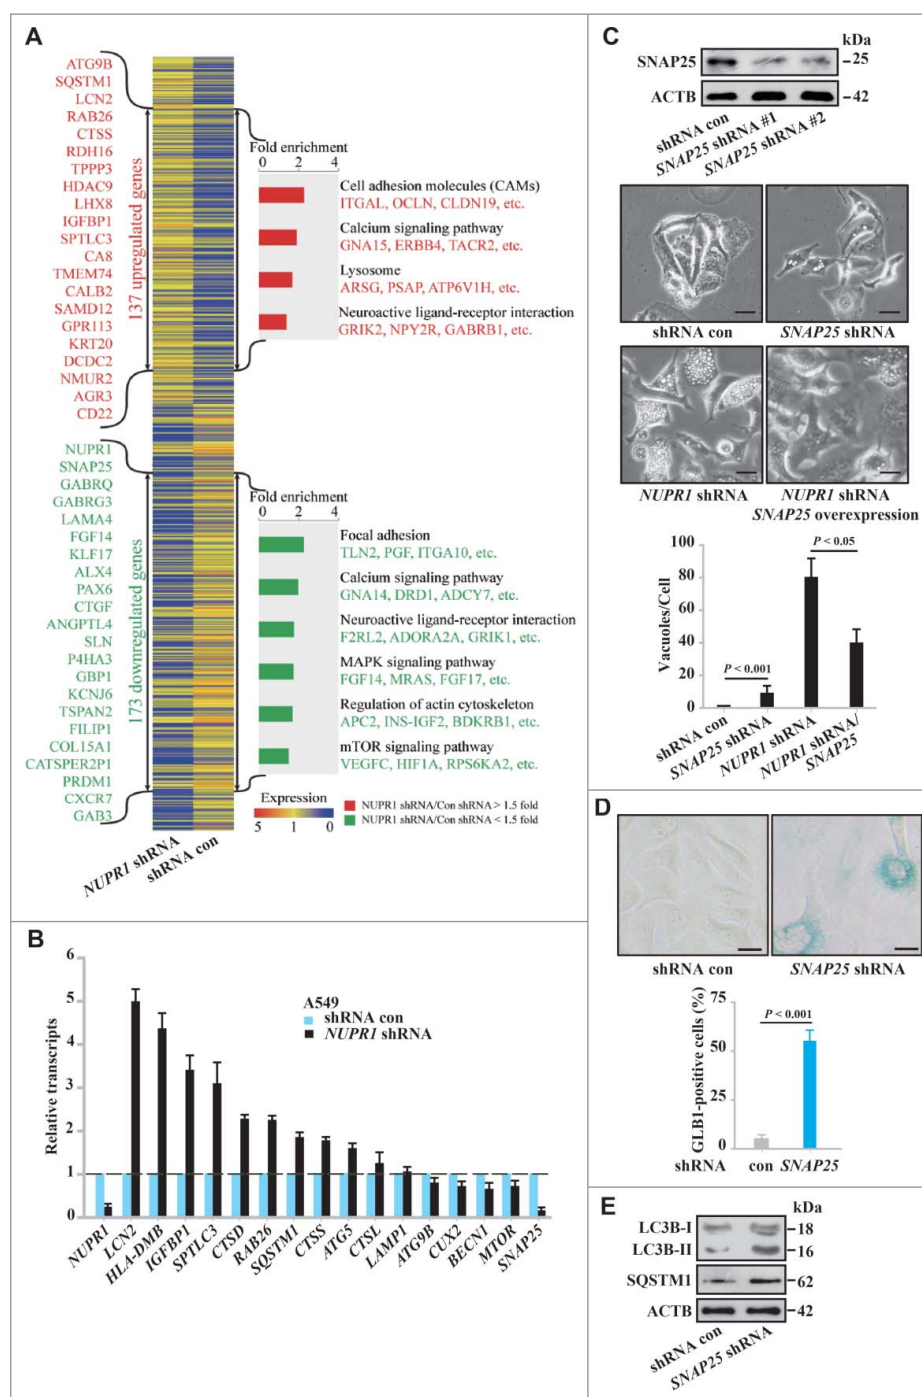 A
ATG9B
SQSTM1
LCN2
RAB26
CTSS
RDH16
TPPP3
HDAC9
LHX8
IGFBP1
SPTLC3
CA8
TMEM74
CALB2
SAMD12
GPR113
KRT20
DCDC2
NMUR2
AGR3
CD22
137 upregulated genes
Fold enrichment
0 2 4
Cell adhesion molecules (CAMs)
ITGAL, OCLN, CLDN19, etc.
Calcium signaling pathway
GNA15, ERBB4, TACR2, etc.
Lysosome
ARSG, PSAP, ATP6V1H, etc.
Neuroactive ligand-receptor interaction
GRIK2, NPY2R, GABRB1, etc.
NUPR1
SNAP25
GABRQ
GABRG3
LAMA4
FGF14
KLF17
ALX4
PAX6
CTGF
ANGPTL4
SLN
P4HA3
GBP1
KCNJ6
TSPAN2
FILIP1
COL15A1
CATSPER2P1
PRDM1
CXCR7
GAB3
173 downregulated genes
Fold enrichment
0 2 4
Focal adhesion
TLN2, PGF, ITGA10, etc.
Calcium signaling pathway
GNA14, DRD1, ADCY7, etc.
Neuroactive ligand-receptor interaction
F2RL2, ADORA2A, GRIK1, etc.
MAPK signaling pathway
FGF14, MRAS, FGF17, etc.
Regulation of actin cytoskeleton
APC2, INS-IGF2, BDKRB1, etc.
mTOR signaling pathway
VEGFC, HIF1A, RPS6KA2, etc.
Expression
5 1 0
NUPR1 shRNA/Con shRNA > 1.5 fold
NUPR1 shRNA/Con shRNA < 1.5 fold
NUPR1 shRNA
shRNA con
B
Relative transcripts
6
5
4
3
2
1
0
A549
shRNA con
NUPR1 shRNA
NUPR1
LCN2
HLA-DMB
IGFBP1
SPTLC3
CTSD
RAB26
SQSTM1
CTSS
ATG5
CTSL
LAMP1
ATG9B
CUX2
BECN1
MTOR
SNAP25
C
kDa
SNAP25
25
ACTB
42
shRNA con
SNAP25 shRNA #1
SNAP25 shRNA #2
shRNA con
SNAP25 shRNA
NUPR1 shRNA
NUPR1 shRNA
SNAP25 overexpression
Vacuoles/Cell
100
80
60
40
20
0
P < 0.001
P < 0.05
shRNA con
SNAP25 shRNA
NUPR1 shRNA
NUPR1 shRNA/
SNAP25
D
shRNA con
SNAP25 shRNA
GLB1-positive cells (%)
75
50
25
0
P < 0.001
shRNA con SNAP25
E
kDa
LC3B-I
18
LC3B-II
16
SQSTM1
62
ACTB
42
shRNA con
SNAP25 shRNA